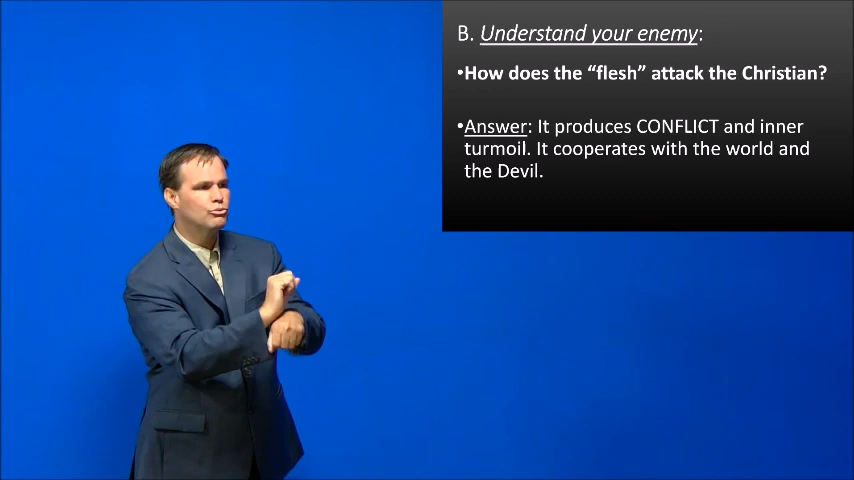 B. Understand your enemy:
•How does the “flesh” attack the Christian?
•Answer: It produces CONFLICT and inner
turmoil. It cooperates with the world and
the Devil.